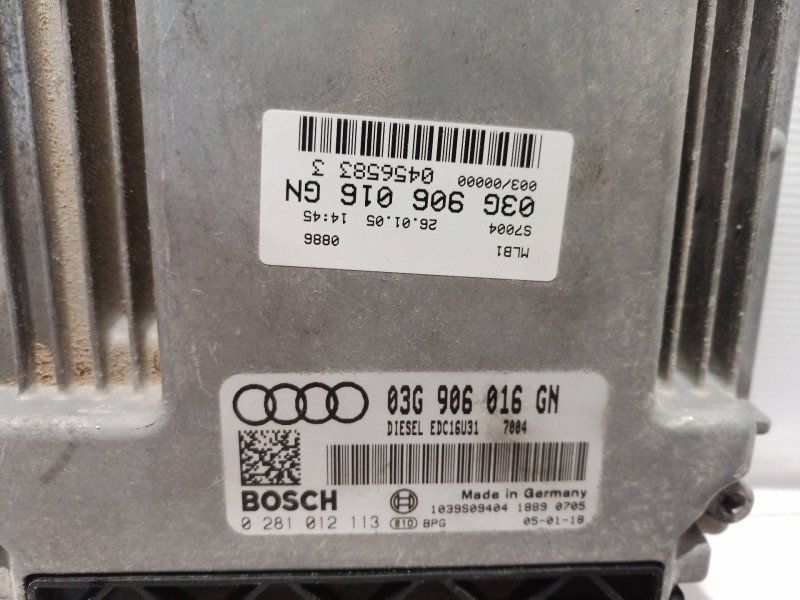 MLB1 0886
S7004 26.01.05 14:45
03G 906 016 GN
003/00000 0456583 3
03G 906 016 GN
DIESEL EDC16U31 7004
BOSCH
Made in Germany
1039S09404 1889 0705
0 281 012 113 810 BPG 05-01-18